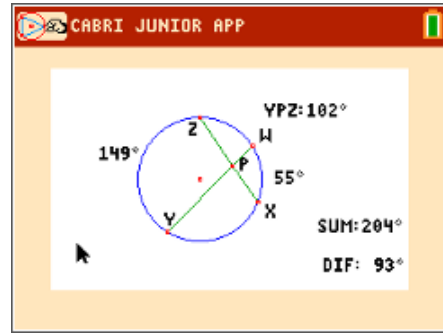 CABRI JUNIOR APP
YPZ:102°
Z
W
149°
P
55°
X
Y
SUM:204°
DIF: 93°